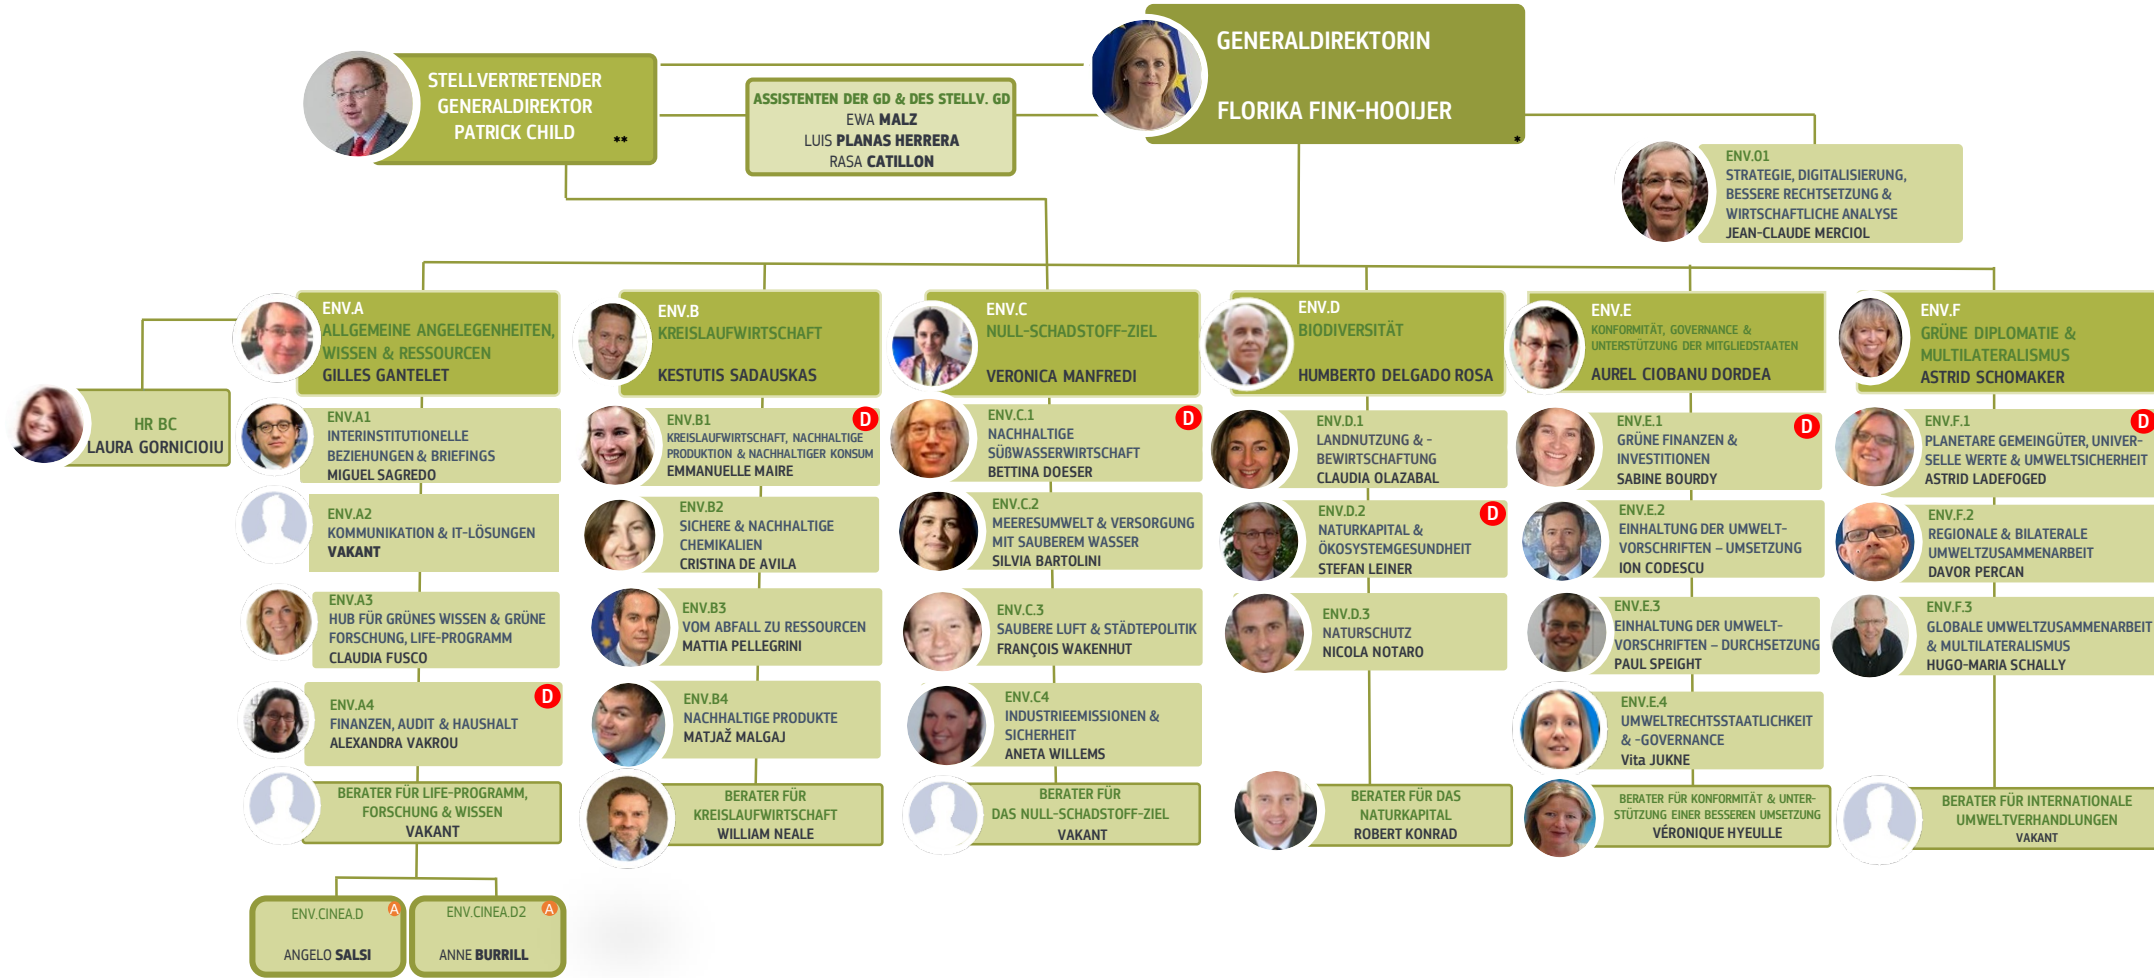 GENERALDIREKTORIN
FLORIKA FINK-HOOIJER
*
STELLVERTRETENDER
GENERALDIREKTOR
PATRICK CHILD
**
ASSISTENTEN DER GD & DES STELLV. GD
EWA MALZ
LUIS PLANAS HERRERA
RASA CATILLON
ENV.01
STRATEGIE, DIGITALISIERUNG,
BESSERE RECHTSETZUNG &
WIRTSCHAFTLICHE ANALYSE
JEAN-CLAUDE MERCIOL
HR BC
LAURA GORNICIOIU
ENV.A
ALLGEMEINE ANGELEGENHEITEN,
WISSEN & RESSOURCEN
GILLES GANTELET
ENV.A1
INTERINSTITUTIONELLE
BEZIEHUNGEN & BRIEFINGS
MIGUEL SAGREDO
ENV.A2
KOMMUNIKATION & IT-LÖSUNGEN
VAKANT
ENV.A3
HUB FÜR GRÜNES WISSEN & GRÜNE
FORSCHUNG, LIFE-PROGRAMM
CLAUDIA FUSCO
ENV.A4
D
FINANZEN, AUDIT & HAUSHALT
ALEXANDRA VAKROU
BERATER FÜR LIFE-PROGRAMM,
FORSCHUNG & WISSEN
VAKANT
ENV.CINEA.D
A
ANGELO SALSI
ENV.CINEA.D2
A
ANNE BURRILL
ENV.B
KREISLAUFWIRTSCHAFT
KESTUTIS SADAUSKAS
ENV.B1
D
KREISLAUFWIRTSCHAFT, NACHHALTIGE
PRODUKTION & NACHHALTIGER KONSUM
EMMANUELLE MAIRE
ENV.B2
SICHERE & NACHHALTIGE
CHEMIKALIEN
CRISTINA DE AVILA
ENV.B3
VOM ABFALL ZU RESSOURCEN
MATTIA PELLEGRINI
ENV.B4
NACHHALTIGE PRODUKTE
MATJAŽ MALGAJ
BERATER FÜR
KREISLAUFWIRTSCHAFT
WILLIAM NEALE
ENV.C
NULL-SCHADSTOFF-ZIEL
VERONICA MANFREDI
ENV.C.1
D
NACHHALTIGE
SÜßWASSERWIRTSCHAFT
BETTINA DOESER
ENV.C.2
MEERESUMWELT & VERSORGUNG
MIT SAUBEREM WASSER
SILVIA BARTOLINI
ENV.C.3
SAUBERE LUFT & STÄDTEPOLITIK
FRANÇOIS WAKENHUT
ENV.C4
INDUSTRIEEMISSIONEN &
SICHERHEIT
ANETA WILLEMS
BERATER FÜR
DAS NULL-SCHADSTOFF-ZIEL
VAKANT
ENV.D
BIODIVERSITÄT
HUMBERTO DELGADO ROSA
ENV.D.1
LANDNUTZUNG & -
BEWIRTSCHAFTUNG
CLAUDIA OLAZABAL
ENV.D.2
D
NATURKAPITAL &
ÖKOSYSTEMGESUNDHEIT
STEFAN LEINER
ENV.D.3
NATURSCHUTZ
NICOLA NOTARO
BERATER FÜR DAS
NATURKAPITAL
ROBERT KONRAD
ENV.E
KONFORMITÄT, GOVERNANCE &
UNTERSTÜTZUNG DER MITGLIEDSTAATEN
AUREL CIOBANU DORDEA
ENV.E.1
D
GRÜNE FINANZEN &
INVESTITIONEN
SABINE BOURDY
ENV.E.2
EINHALTUNG DER UMWELT-
VORSCHRIFTEN – UMSETZUNG
ION CODESCU
ENV.E.3
EINHALTUNG DER UMWELT-
VORSCHRIFTEN – DURCHSETZUNG
PAUL SPEIGHT
ENV.E.4
UMWELTRECHTSSTAATLICHKEIT
& -GOVERNANCE
Vita JUKNE
BERATER FÜR KONFORMITÄT & UNTER-
STÜTZUNG EINER BESSEREN UMSETZUNG
VÉRONIQUE HYEULLE
ENV.F
GRÜNE DIPLOMATIE &
MULTILATERALISMUS
ASTRID SCHOMAKER
ENV.F.1
D
PLANETARE GEMEINGÜTER, UNIVER-
SELLE WERTE & UMWELTSICHERHEIT
ASTRID LADEFOGED
ENV.F.2
REGIONALE & BILATERALE
UMWELTZUSAMMENARBEIT
DAVOR PERCAN
ENV.F.3
GLOBALE UMWELTZUSAMMENARBEIT
& MULTILATERALISMUS
HUGO-MARIA SCHALLY
BERATER FÜR INTERNATIONALE
UMWELTVERHANDLUNGEN
VAKANT